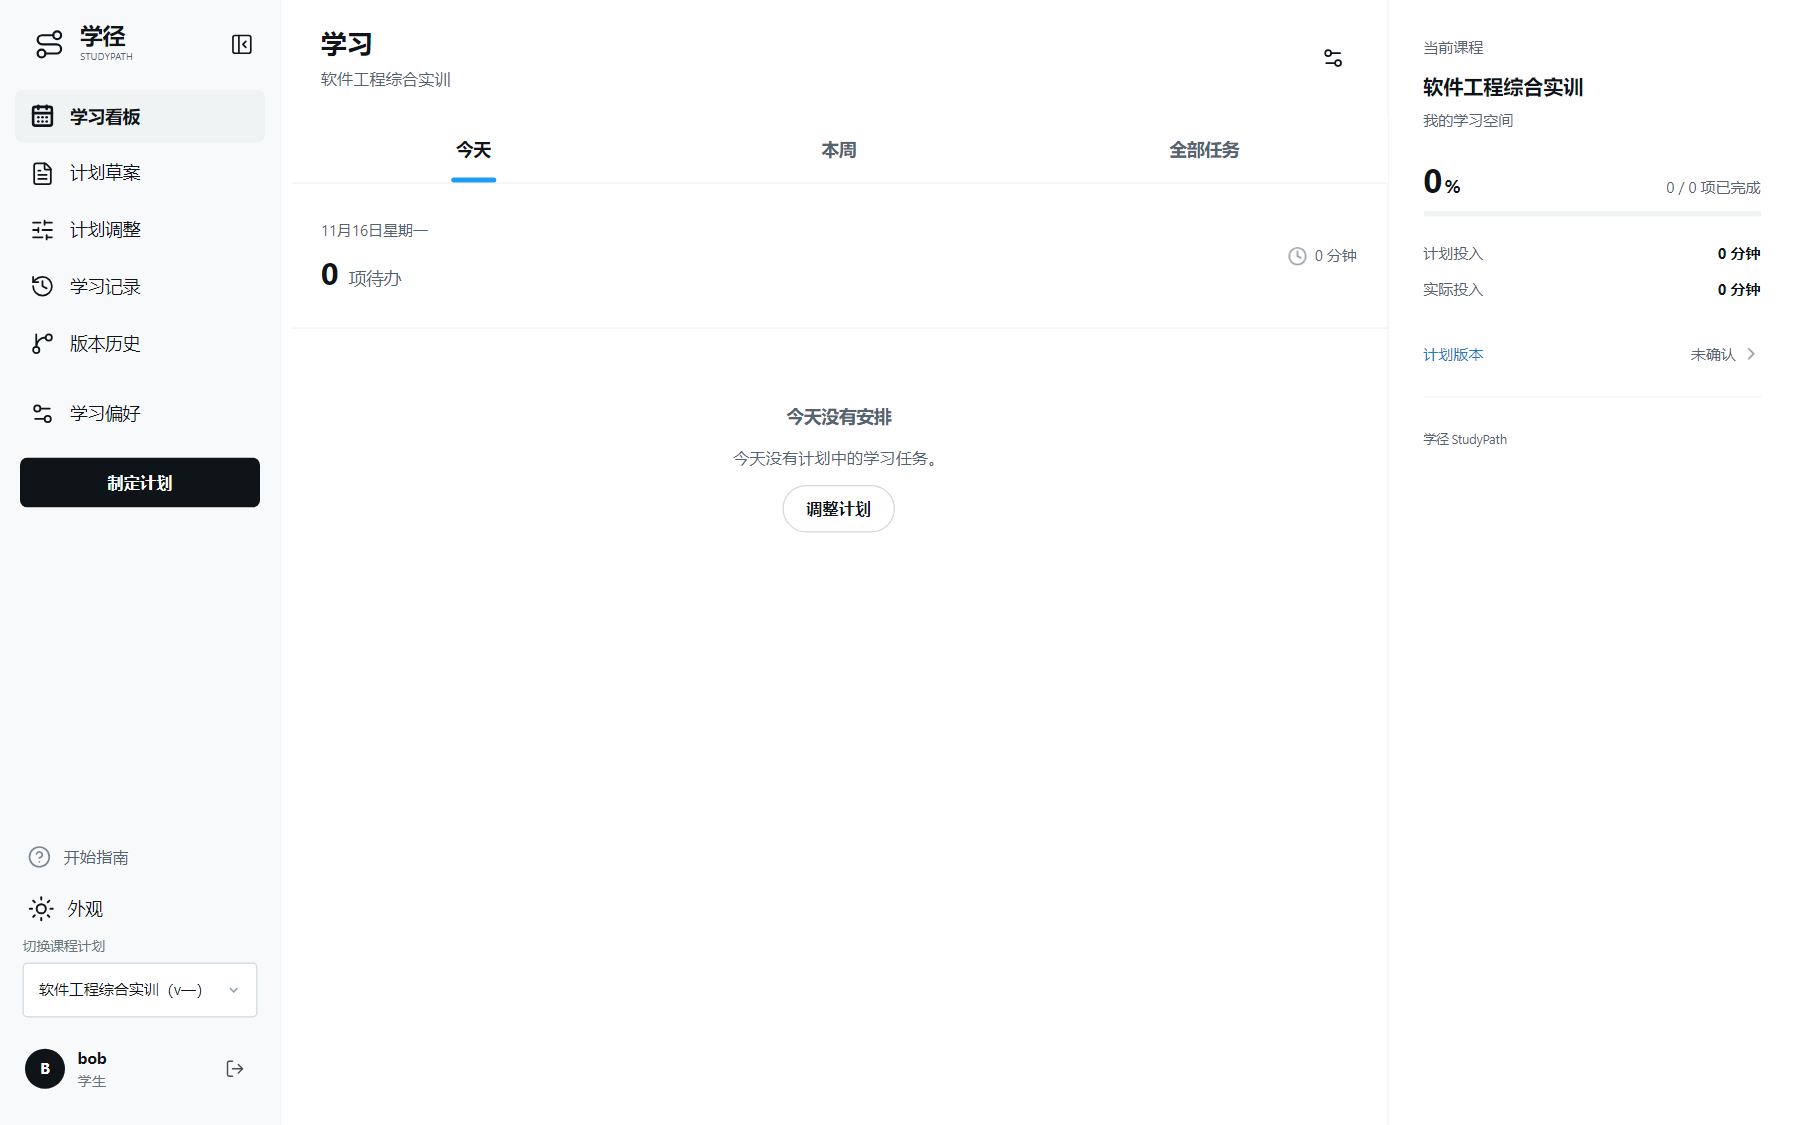 学径
STUDYPATH
学习看板
计划草案
计划调整
学习记录
版本历史
学习偏好
制定计划
开始指南
外观
切换课程计划
软件工程综合实训（v—）
B
bob
学生
学习
软件工程综合实训
今天
本周
全部任务
11月16日星期一
0 项待办
0 分钟
今天没有安排
今天没有计划中的学习任务。
调整计划
当前课程
软件工程综合实训
我的学习空间
0%
0 / 0 项已完成
计划投入
0 分钟
实际投入
0 分钟
计划版本
未确认
学径 StudyPath